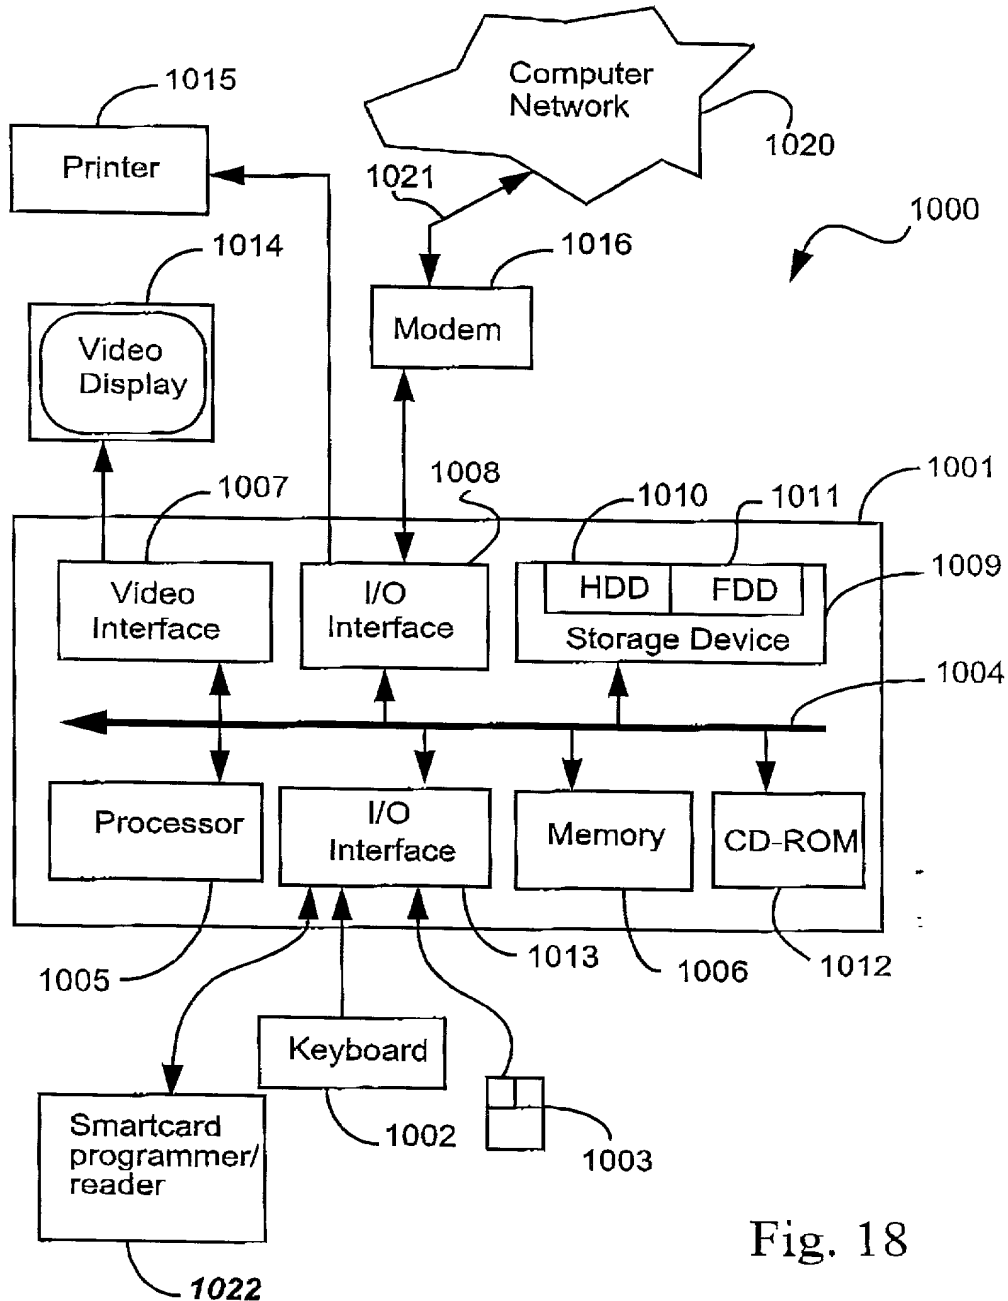 Computer
Network
1020
1015
Printer
1021
1000
1014
1016
Video
Display
Modem
1007
1008
1010
1011
1001
Video
Interface
I/O
Interface
HDD
FDD
Storage Device
1009
1004
Processor
I/O
Interface
Memory
CD-ROM
1005
1013
1006
1012
Keyboard
1002
1003
Smartcard
programmer/
reader
1022
Fig. 18